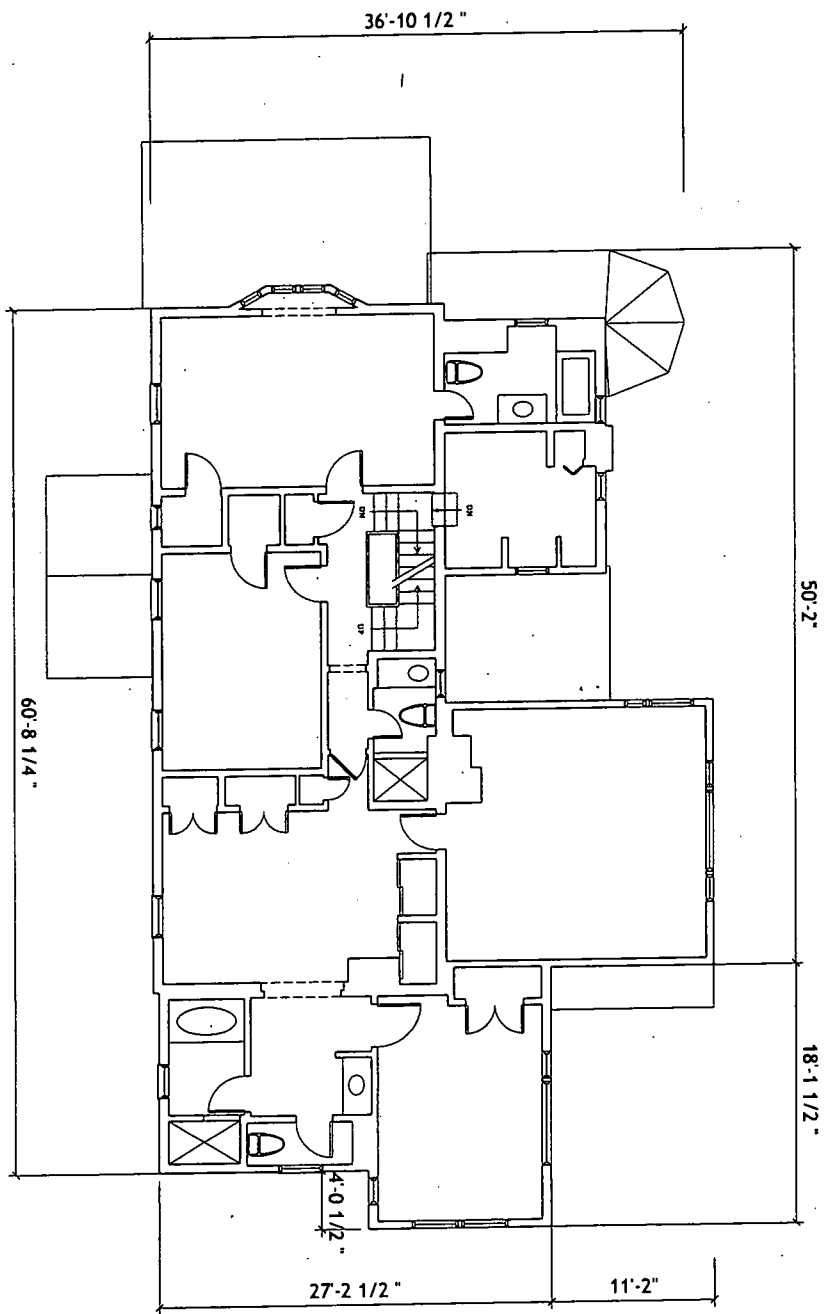 36'-10 1/2 "
50'-2"
DN
DN
UP
60'-8 1/4 "
18'-1 1/2 "
4'-0 1/2 "
27'-2 1/2 "
11'-2"